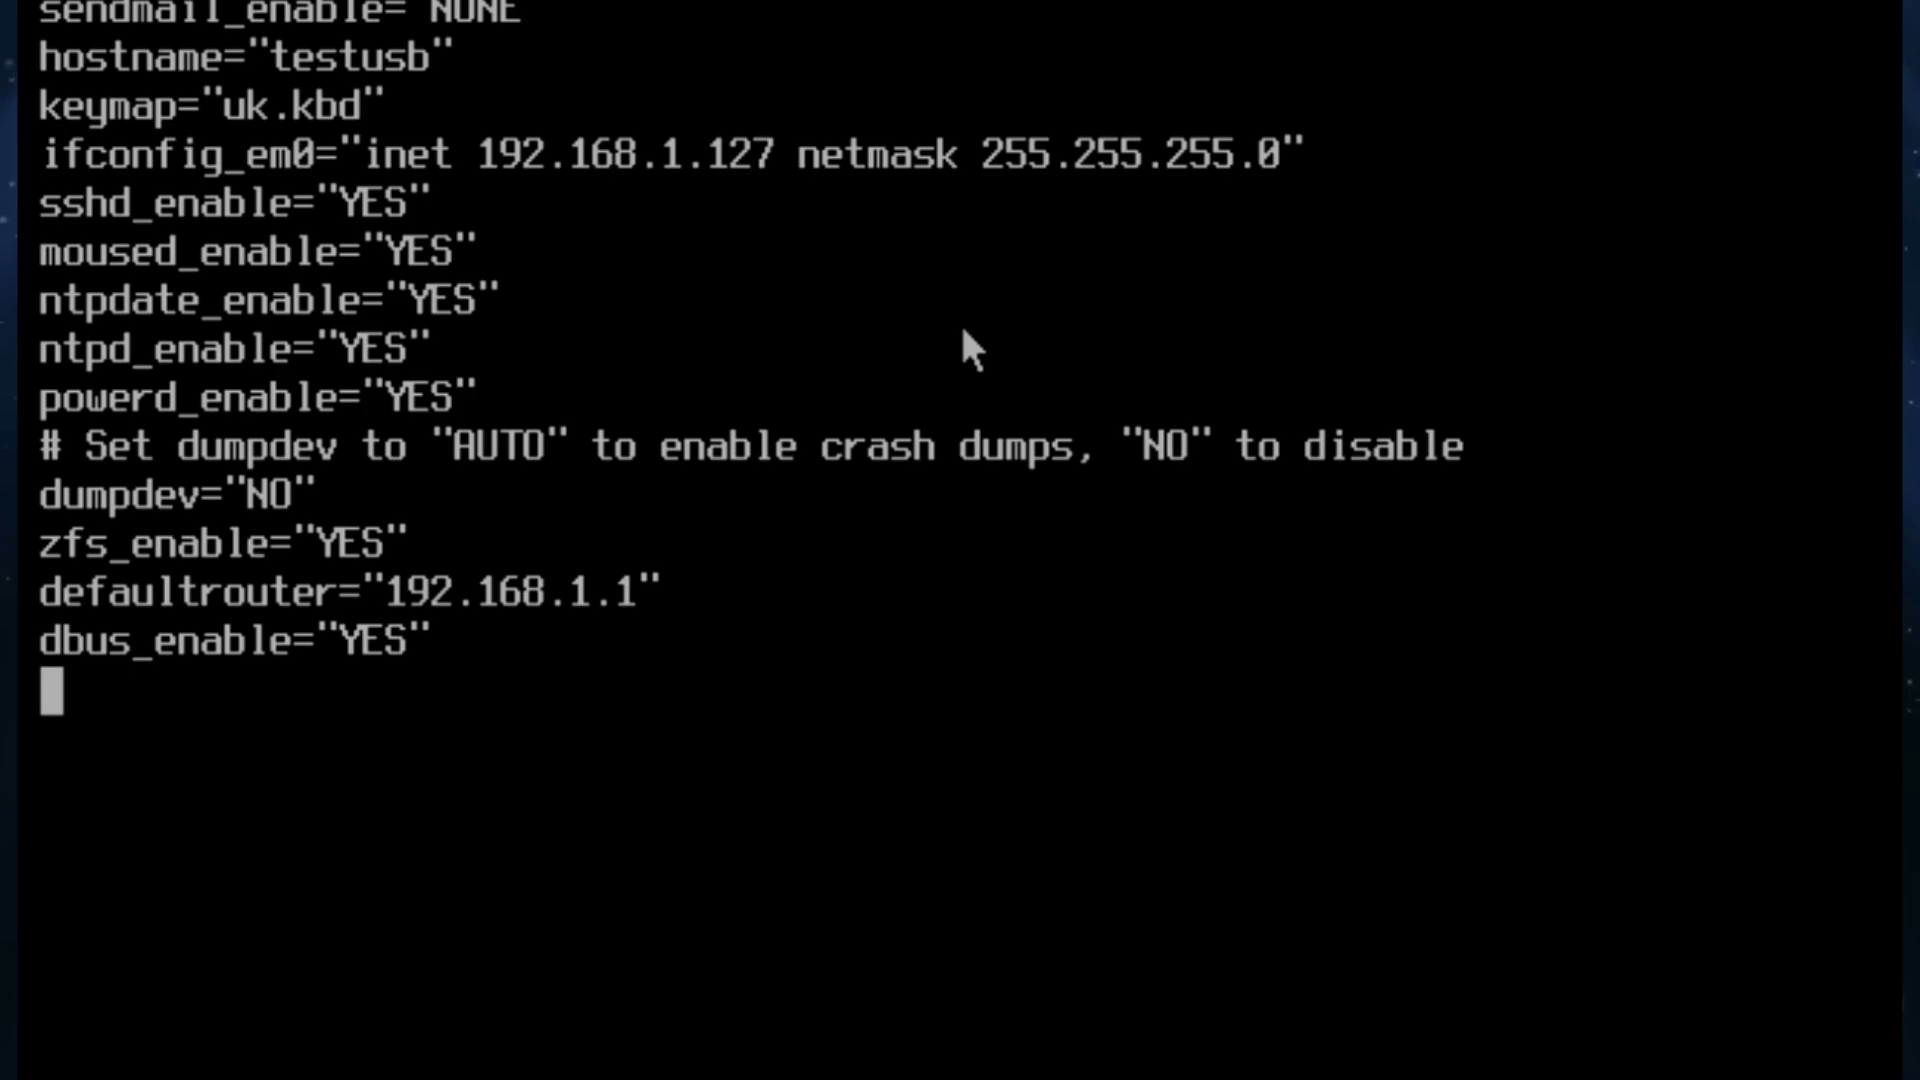 sendmail_enable="NONE"
hostname="testusb"
keymap="uk.kbd"
ifconfig_em0="inet 192.168.1.127 netmask 255.255.255.0"
sshd_enable="YES"
moused_enable="YES"
ntpdate_enable="YES"
ntpd_enable="YES"
powerd_enable="YES"
# Set dumpdev to "AUTO" to enable crash dumps, "NO" to disable
dumpdev="NO"
zfs_enable="YES"
defaultrouter="192.168.1.1"
dbus_enable="YES"